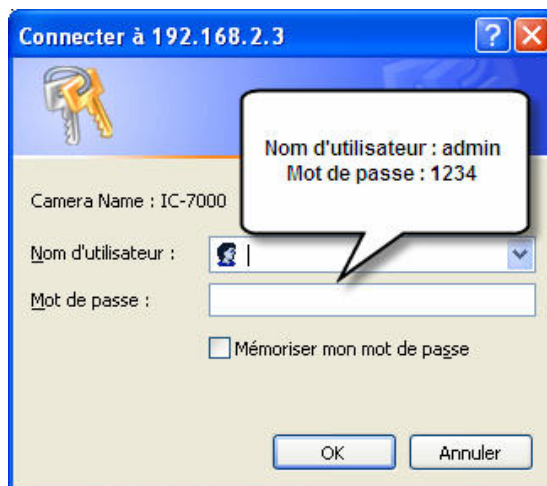 Connecter à 192.168.2.3
Nom d'utilisateur : admin
Mot de passe : 1234
Camera Name : IC-7000
Nom d'utilisateur :
Mot de passe :
Mémoriser mon mot de passe
OK
Annuler